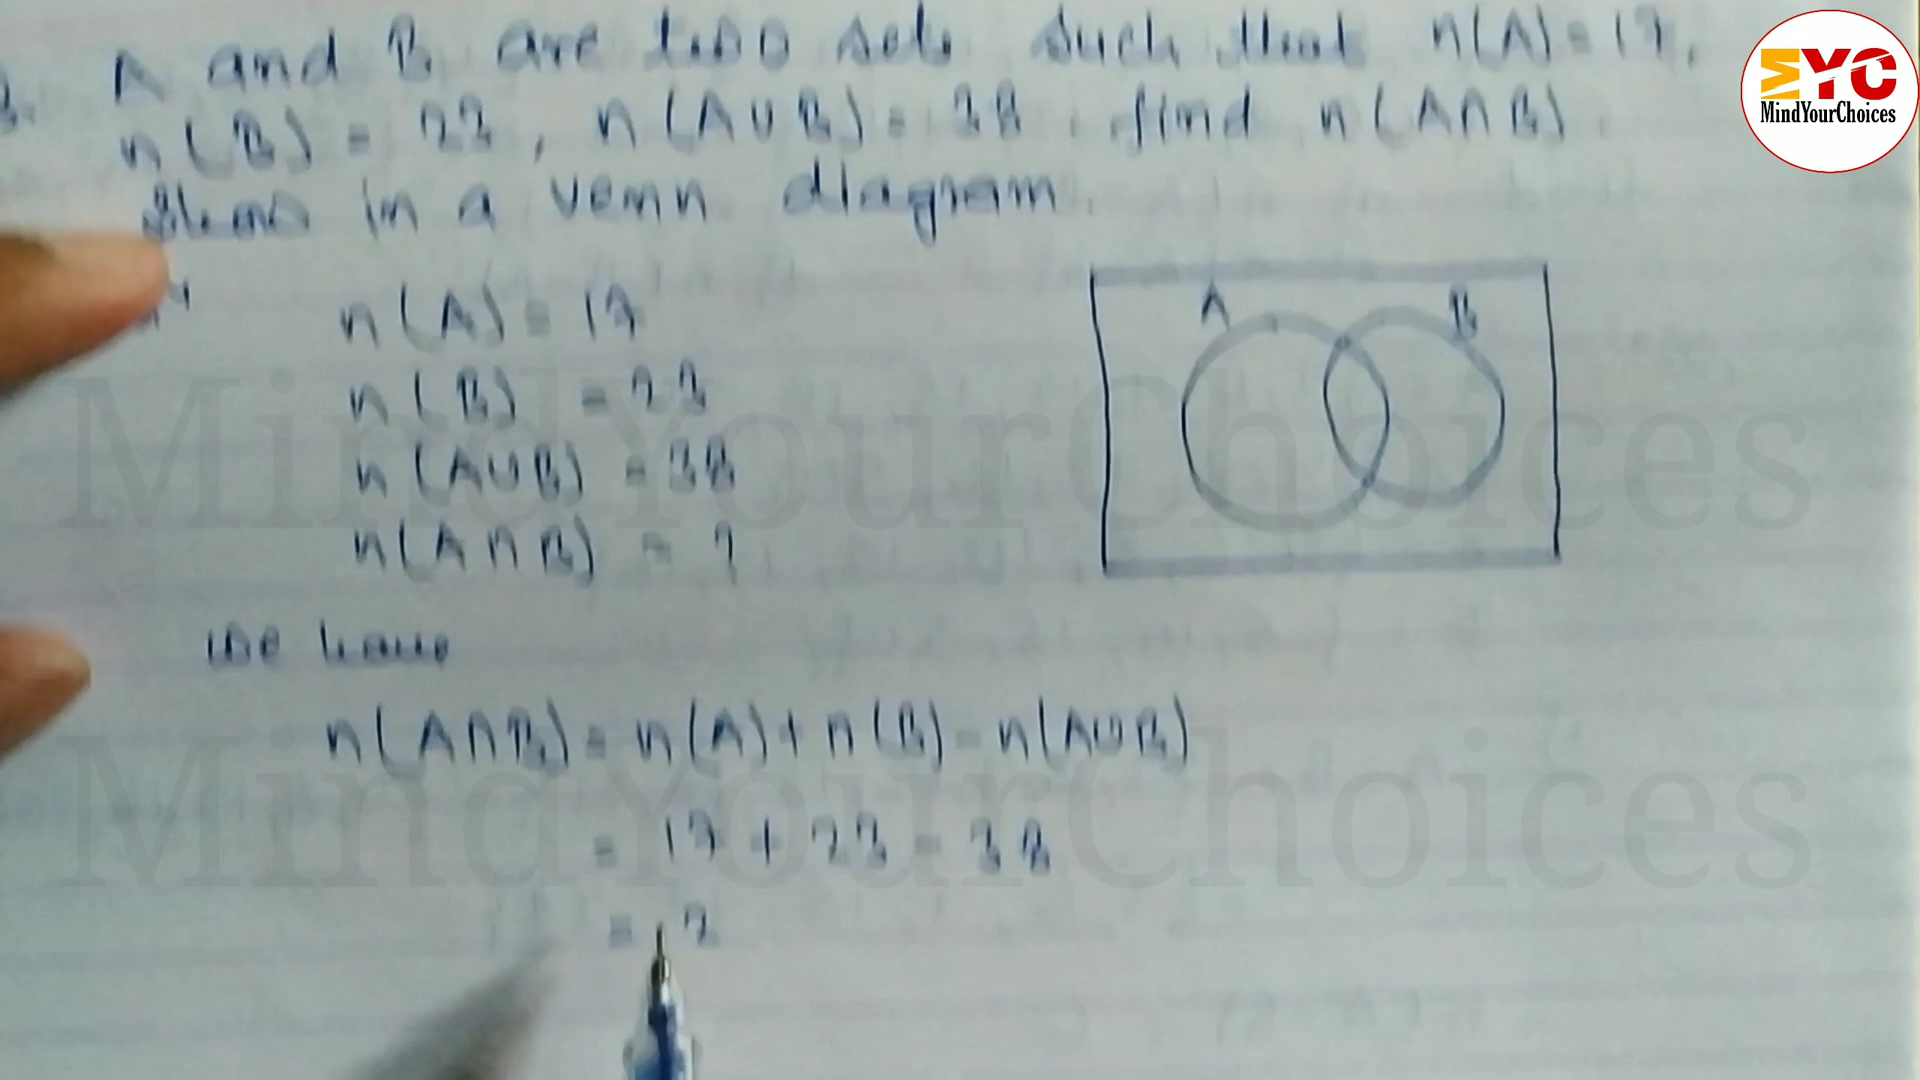 3. A and B are two sets such that n(A) = 17,
n(B) = 23, n(A∪B) = 38. find n(A∩B).
Show in a venn diagram.
n(A) = 17
n(B) = 23
n(A∪B) = 38
n(A∩B) = ?
A B
we have
n(A∩B) = n(A) + n(B) - n(A∪B)
= 17 + 23 - 38
= 2
MYC
MindYourChoices
MindYourChoices
MindYourChoices